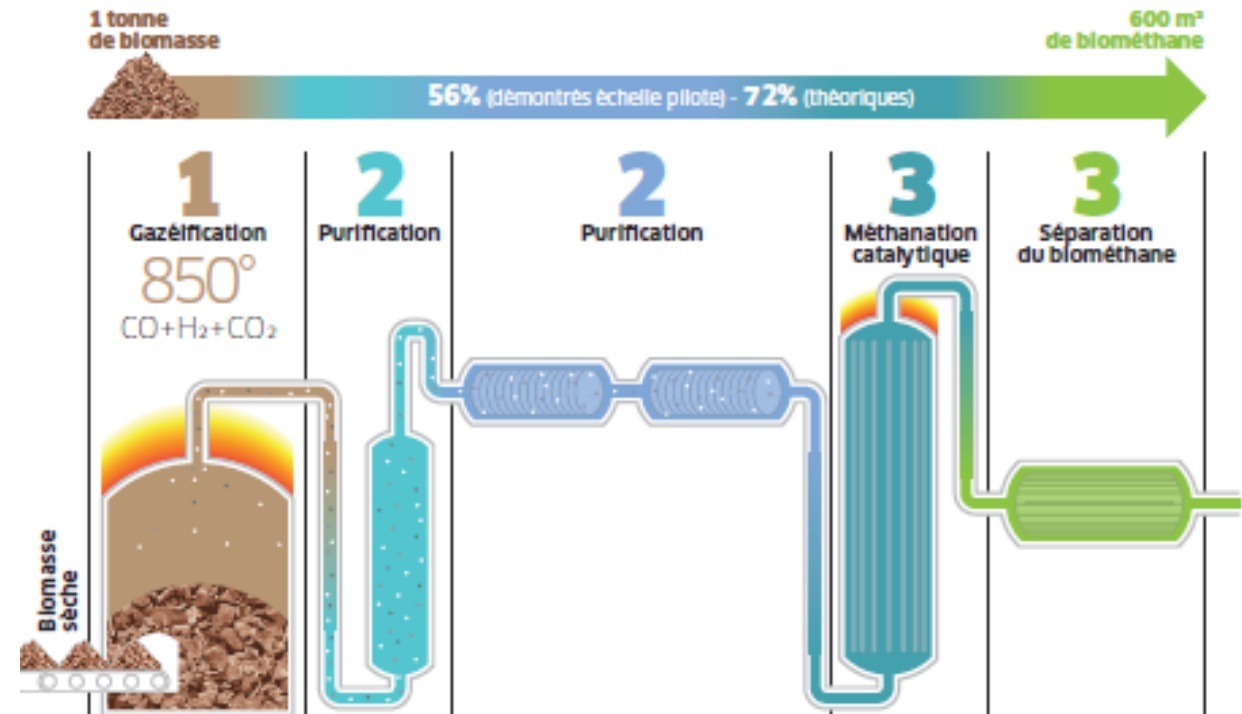 1 tonne
de biomasse
600 m³
de biométhane
56% (démontrés échelle pilote) - 72% (théoriques)
1
Gazéification
850°
CO+H₂+CO₂
2
Purification
2
Purification
3
Méthanation
catalytique
3
Séparation
du biométhane
Biomasse
sèche